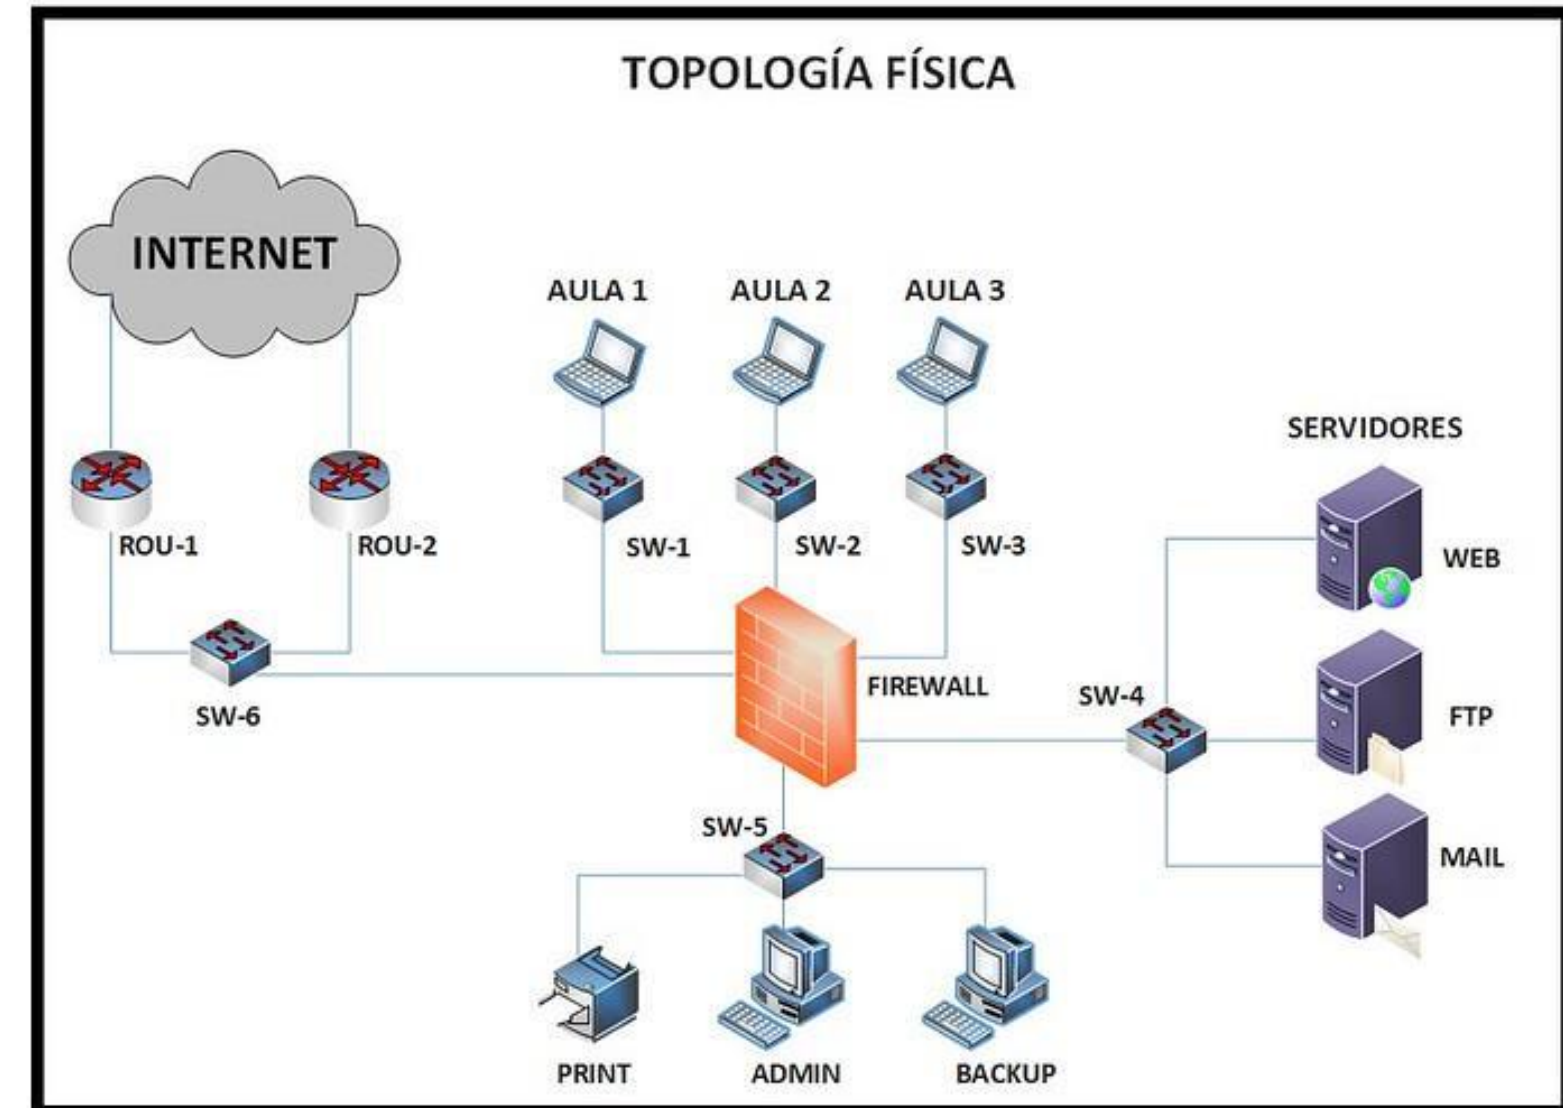 TOPOLOGÍA FÍSICA
INTERNET
AULA 1
AULA 2
AULA 3
SERVIDORES
ROU-1
ROU-2
SW-1
SW-2
SW-3
WEB
SW-6
FIREWALL
SW-4
FTP
SW-5
MAIL
PRINT
ADMIN
BACKUP